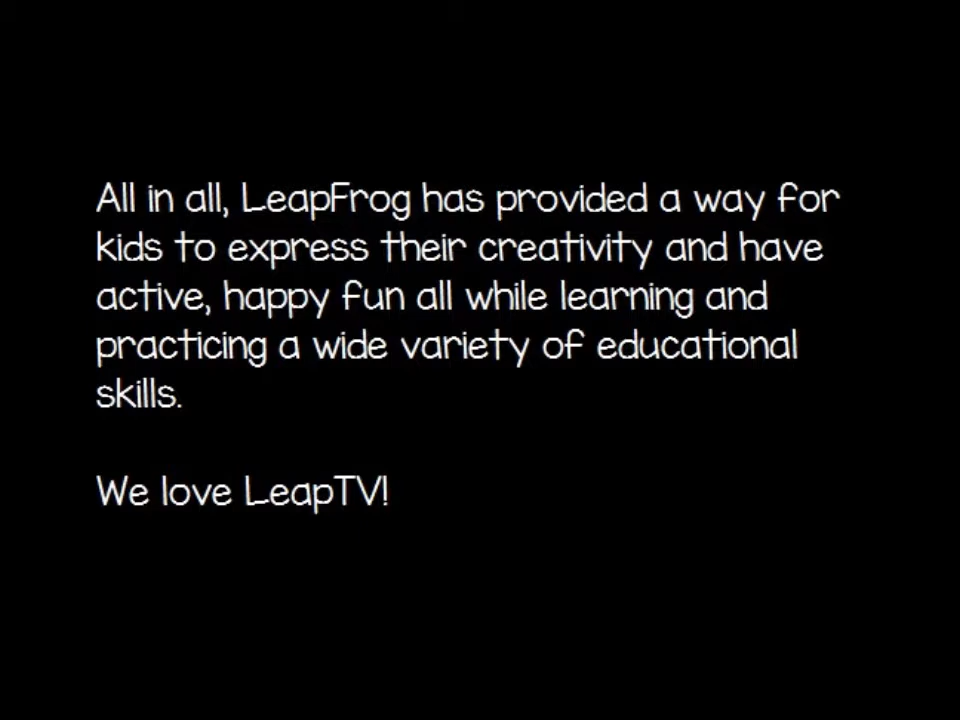 All in all, LeapFrog has provided a way for
kids to express their creativity and have
active, happy fun all while learning and
practicing a wide variety of educational
skills.
We love LeapTV!